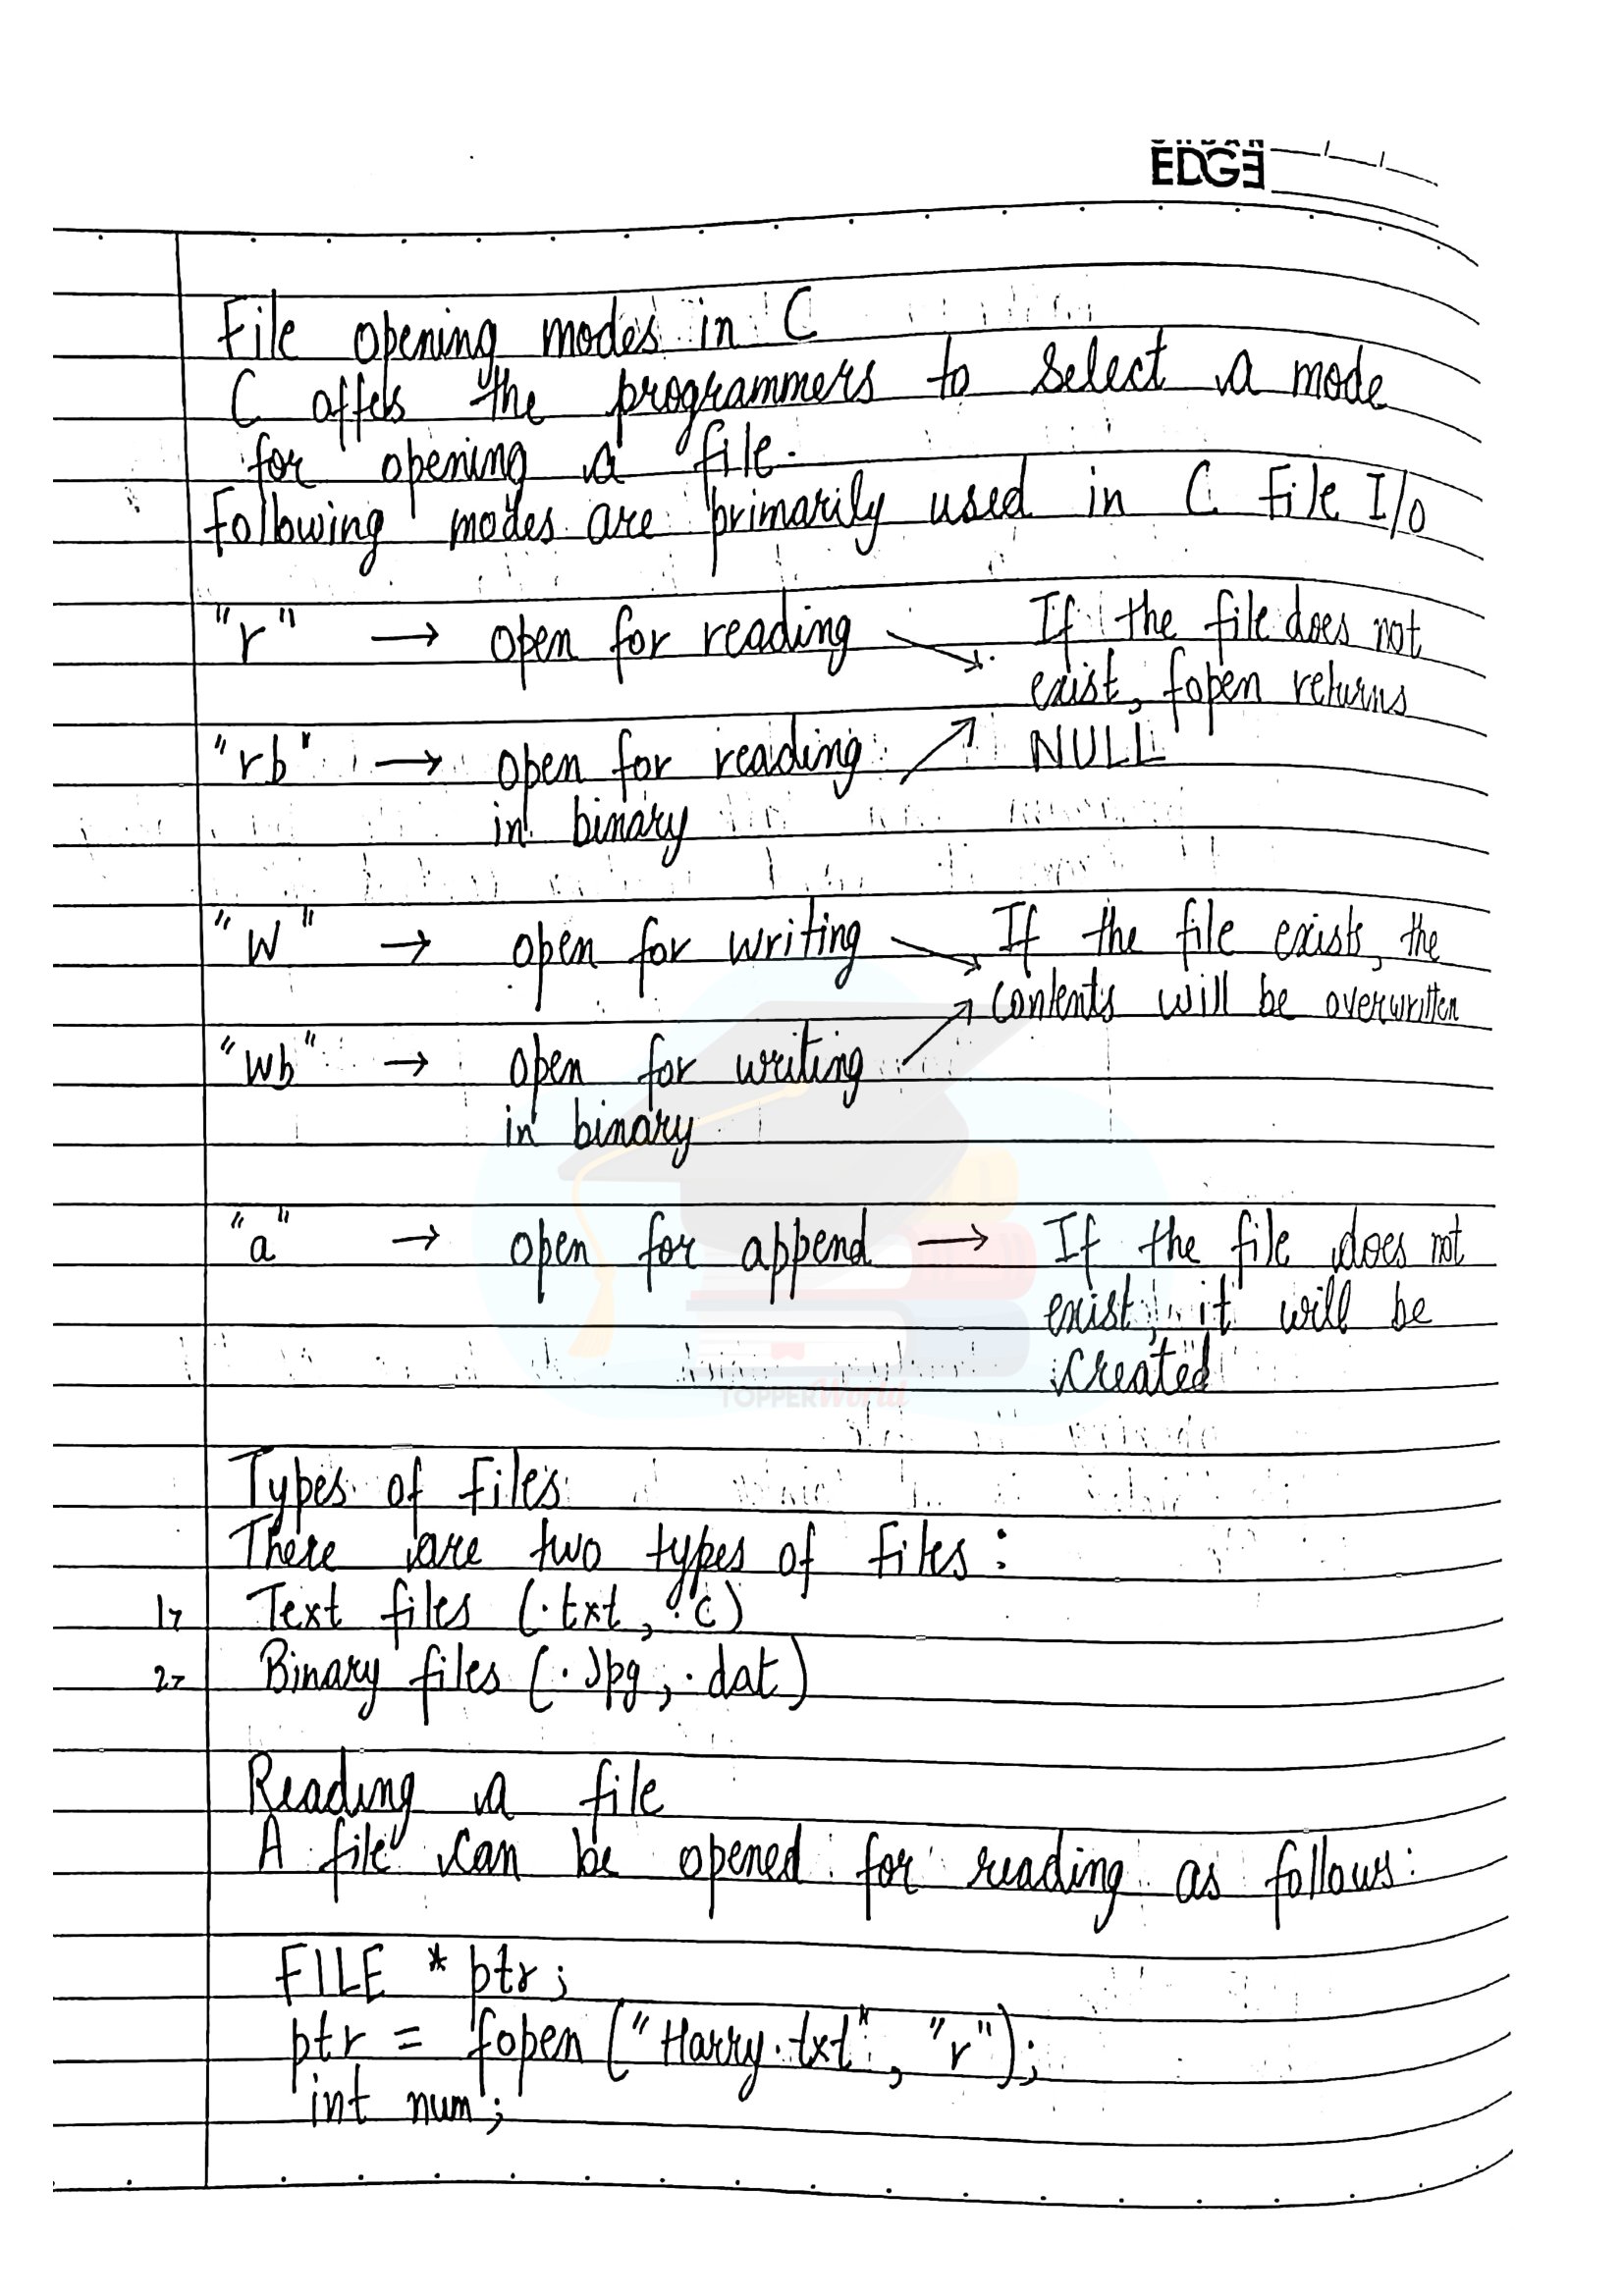 EDGE
File opening modes in C
C offers the programmers to select a mode
for opening a file.
Following modes are primarily used in C File I/O
"r" → open for reading If the file does not
exist, fopen returns
"rb" → open for reading NULL
in binary
"w" → open for writing If the file exists, the
contents will be overwritten
"wb" → open for writing
in binary
"a" → open for append → If the file does not
exist, it will be
created
TOPPERWorld
Types of Files
There are two types of files:
1> Text files (.txt, .c)
2> Binary files (.jpg, .dat)
Reading a file
A file can be opened for reading as follows:
FILE * ptr;
ptr = fopen ("Harry.txt", "r");
int num;